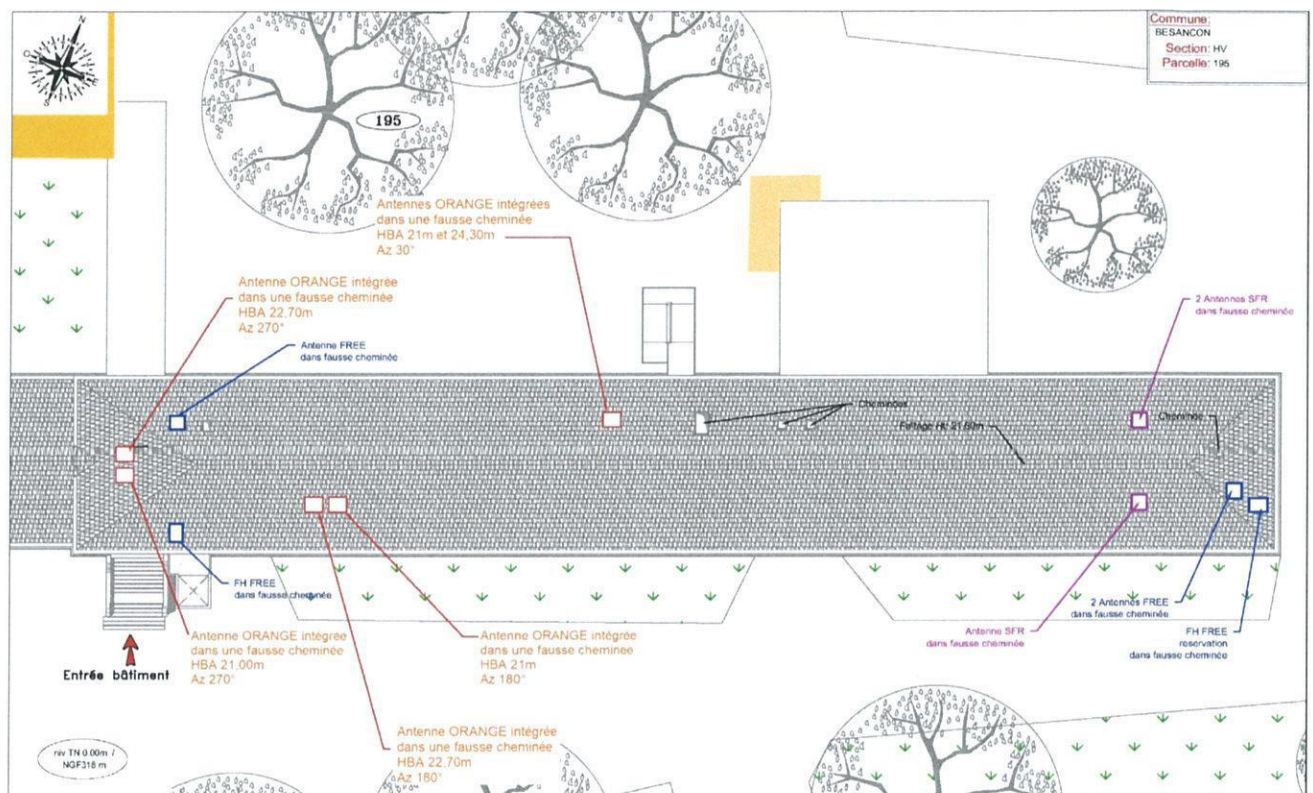 N
O
E
S
Commune:
BESANCON
Section: HV
Parcelle: 195
195
Antennes ORANGE intégrées
dans une fausse cheminée
HBA 21m et 24,30m
Az 30°
Antenne ORANGE intégrée
dans une fausse cheminée
HBA 22,70m
Az 270°
Antenne FREE
dans fausse cheminée
2 Antennes SFR
dans fausse cheminée
Cheminées
Cheminée
Faîtage Ht: 21,60m
FH FREE
dans fausse cheminée
Antenne ORANGE intégrée
dans une fausse cheminée
HBA 21,00m
Az 270°
Antenne ORANGE intégrée
dans une fausse cheminée
HBA 21m
Az 180°
Antenne SFR
dans fausse cheminée
2 Antennes FREE
dans fausse cheminée
FH FREE
reservation
dans fausse cheminée
Entrée bâtiment
Antenne ORANGE intégrée
dans une fausse cheminée
HBA 22,70m
Az 180°
niv TN 0.00m /
NGF318 m